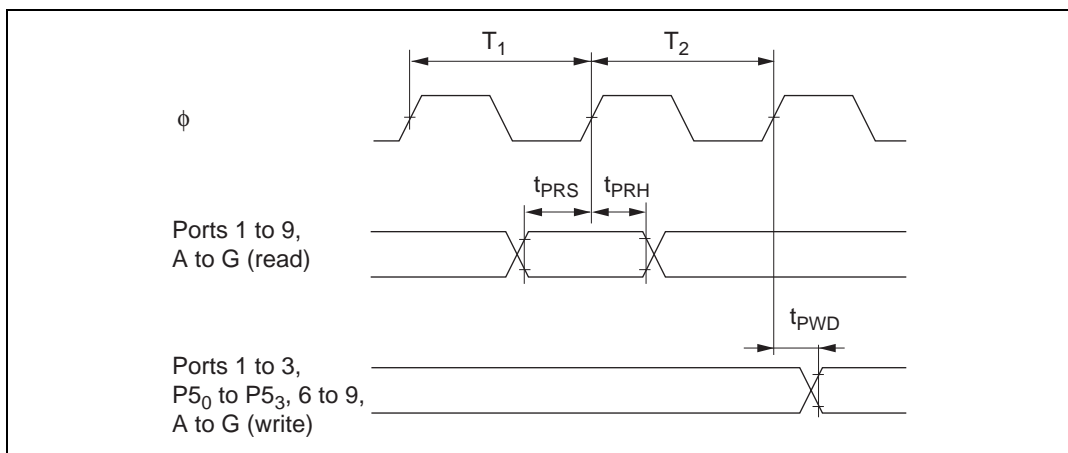 T₁ T₂
ϕ
tPRS tPRH
Ports 1 to 9,
A to G (read)
tPWD
Ports 1 to 3,
P5₀ to P5₃, 6 to 9,
A to G (write)